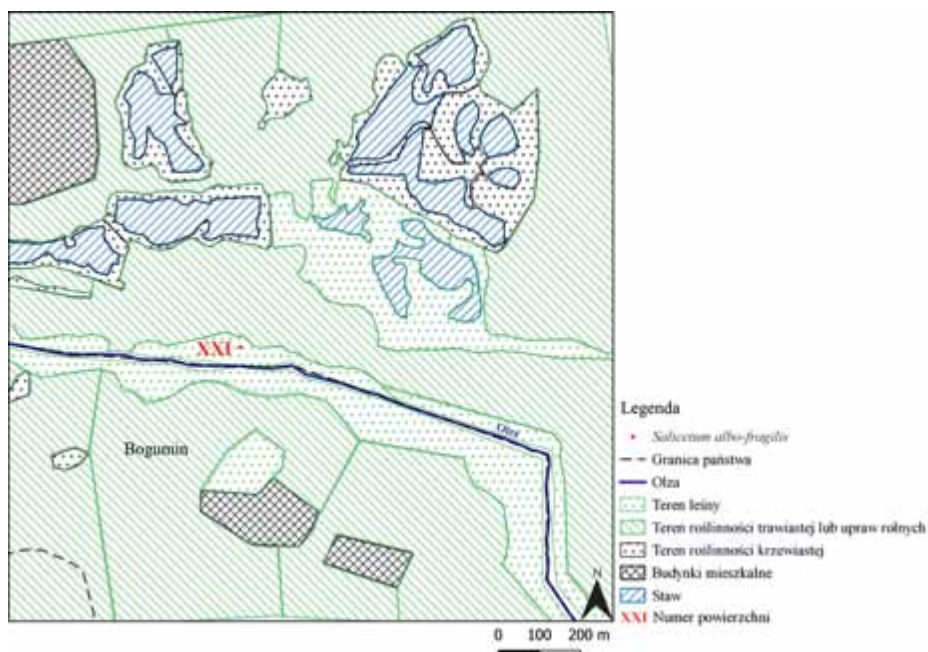 XXI
Olza
Bogumin
Legenda
Salicetum albo-fragilis
Granica państwa
Olza
Teren leśny
Teren roślinności trawiastej lub upraw rolnych
Teren roślinności krzewiastej
Budynki mieszkalne
Staw
XXI Numer powierzchni
N
0 100 200 m